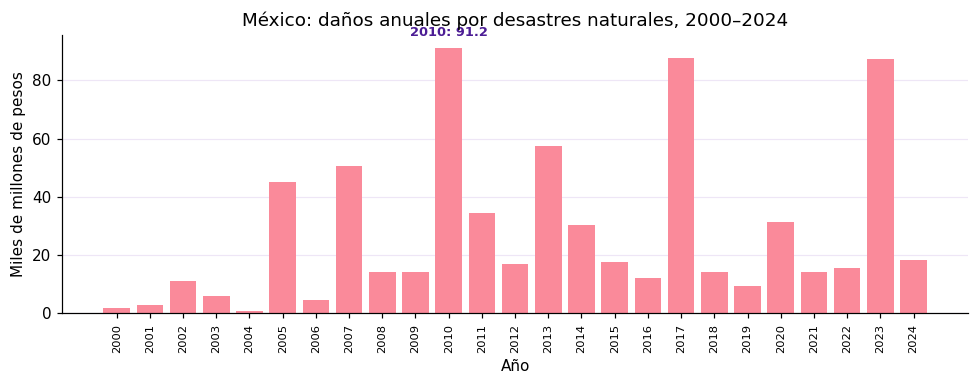 México: daños anuales por desastres naturales, 2000–2024
2010: 91.2
Miles de millones de pesos
80
60
40
20
0
2000 2001 2002 2003 2004 2005 2006 2007 2008 2009 2010 2011 2012 2013 2014 2015 2016 2017 2018 2019 2020 2021 2022 2023 2024
Año